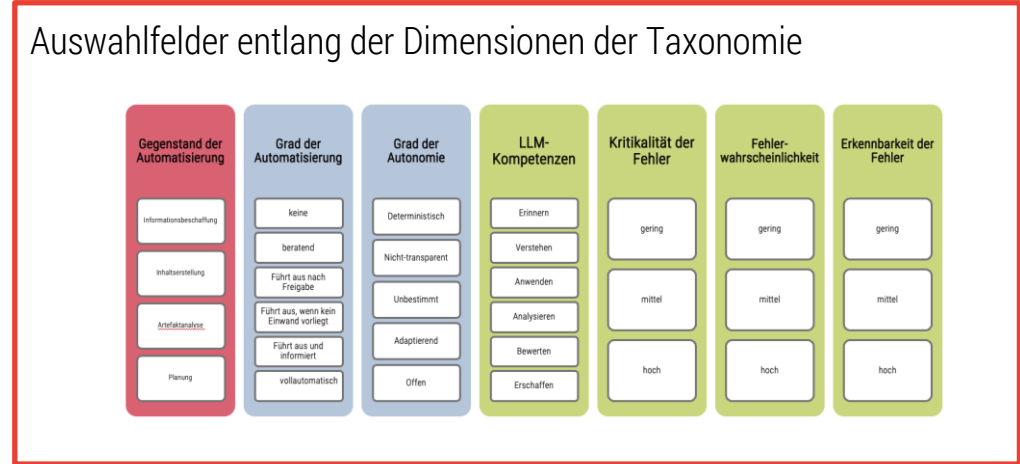 Auswahlfelder entlang der Dimensionen der Taxonomie
Gegenstand der
Automatisierung
Informationsbeschaffung
Inhaltserstellung
Artefaktanalyse
Planung
Grad der
Automatisierung
keine
beratend
Führt aus nach
Freigabe
Führt aus, wenn kein
Einwand vorliegt
Führt aus und
informiert
vollautomatisch
Grad der
Autonomie
Deterministisch
Nicht-transparent
Unbestimmt
Adaptierend
Offen
LLM-
Kompetenzen
Erinnern
Verstehen
Anwenden
Analysieren
Bewerten
Erschaffen
Kritikalität der
Fehler
gering
mittel
hoch
Fehler-
wahrscheinlichkeit
gering
mittel
hoch
Erkennbarkeit der
Fehler
gering
mittel
hoch